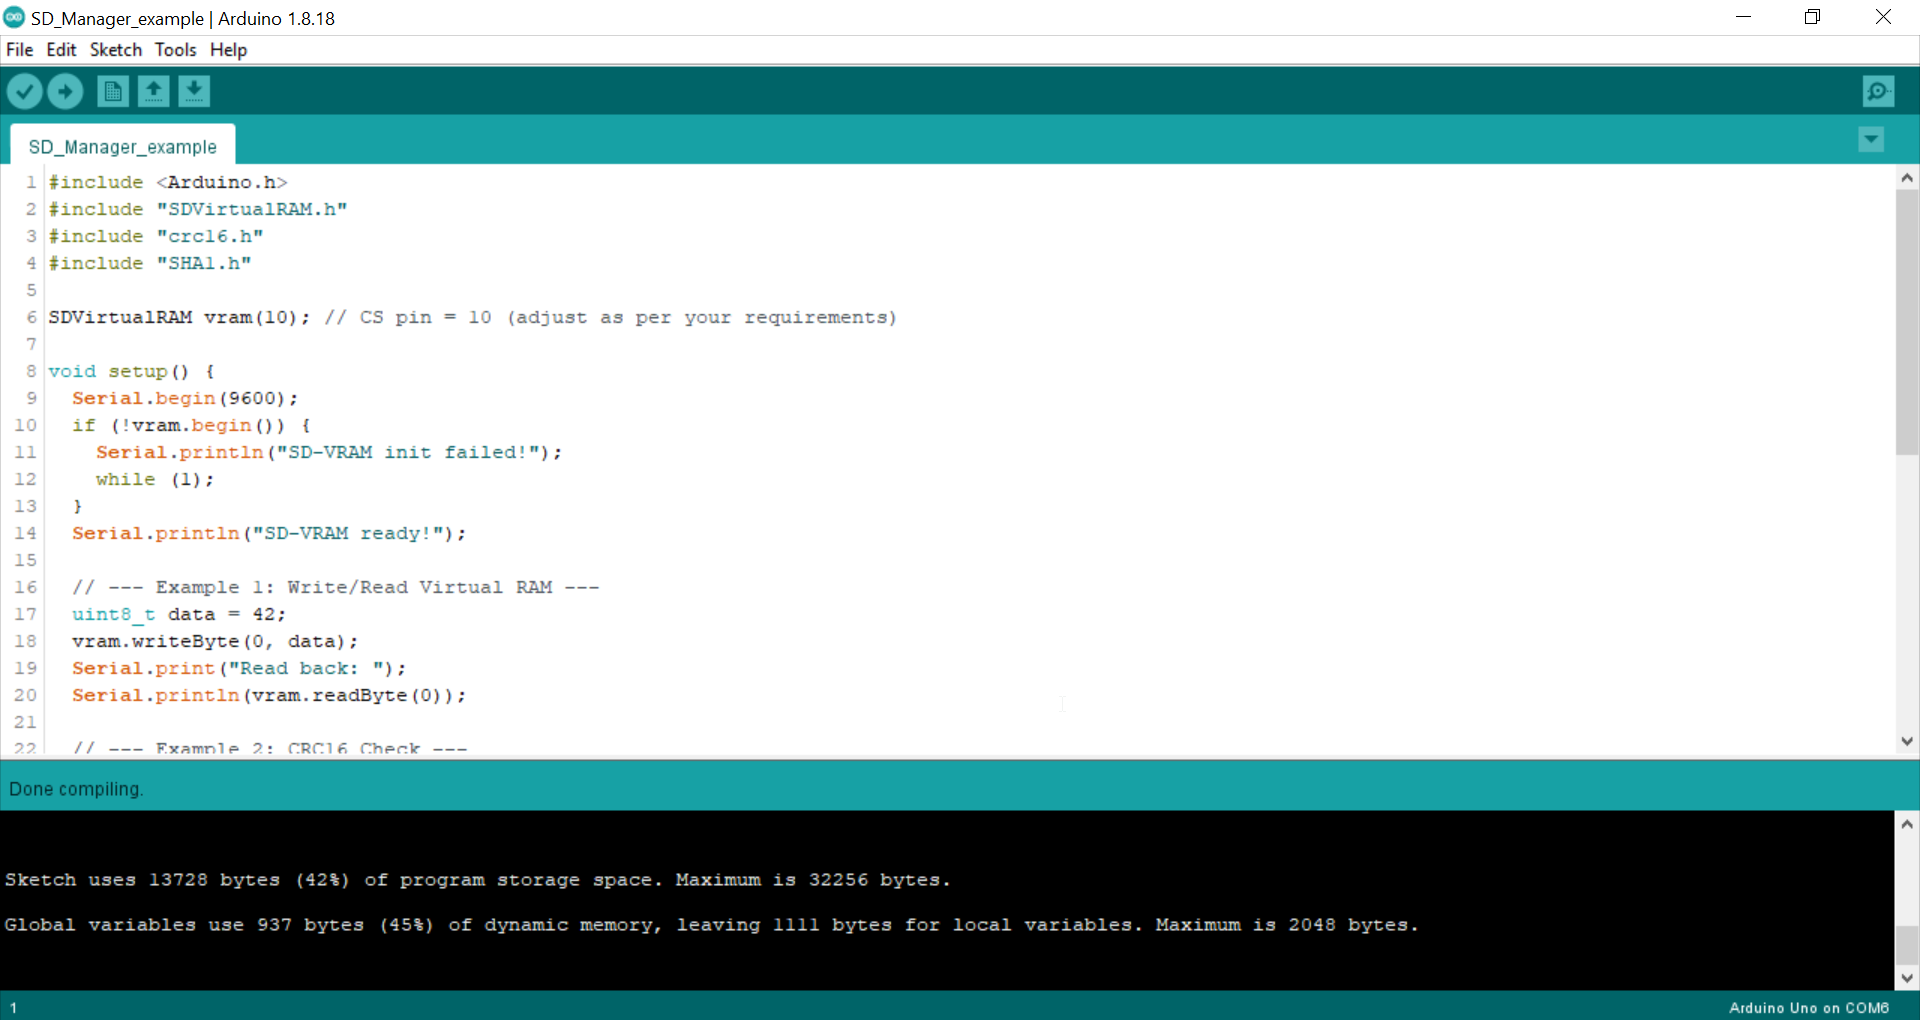 SD_Manager_example | Arduino 1.8.18
File Edit Sketch Tools Help
SD_Manager_example
1 #include <Arduino.h>
2 #include "SDVirtualRAM.h"
3 #include "crc16.h"
4 #include "SHA1.h"
5
6 SDVirtualRAM vram(10); // CS pin = 10 (adjust as per your requirements)
7
8 void setup() {
9   Serial.begin(9600);
10   if (!vram.begin()) {
11     Serial.println("SD-VRAM init failed!");
12     while (1);
13   }
14   Serial.println("SD-VRAM ready!");
15
16   // --- Example 1: Write/Read Virtual RAM ---
17   uint8_t data = 42;
18   vram.writeByte(0, data);
19   Serial.print("Read back: ");
20   Serial.println(vram.readByte(0));
21
22   // --- Example 2: CRC16 Check ---
Done compiling.
Sketch uses 13728 bytes (42%) of program storage space. Maximum is 32256 bytes.
Global variables use 937 bytes (45%) of dynamic memory, leaving 1111 bytes for local variables. Maximum is 2048 bytes.
1
Arduino Uno on COM6